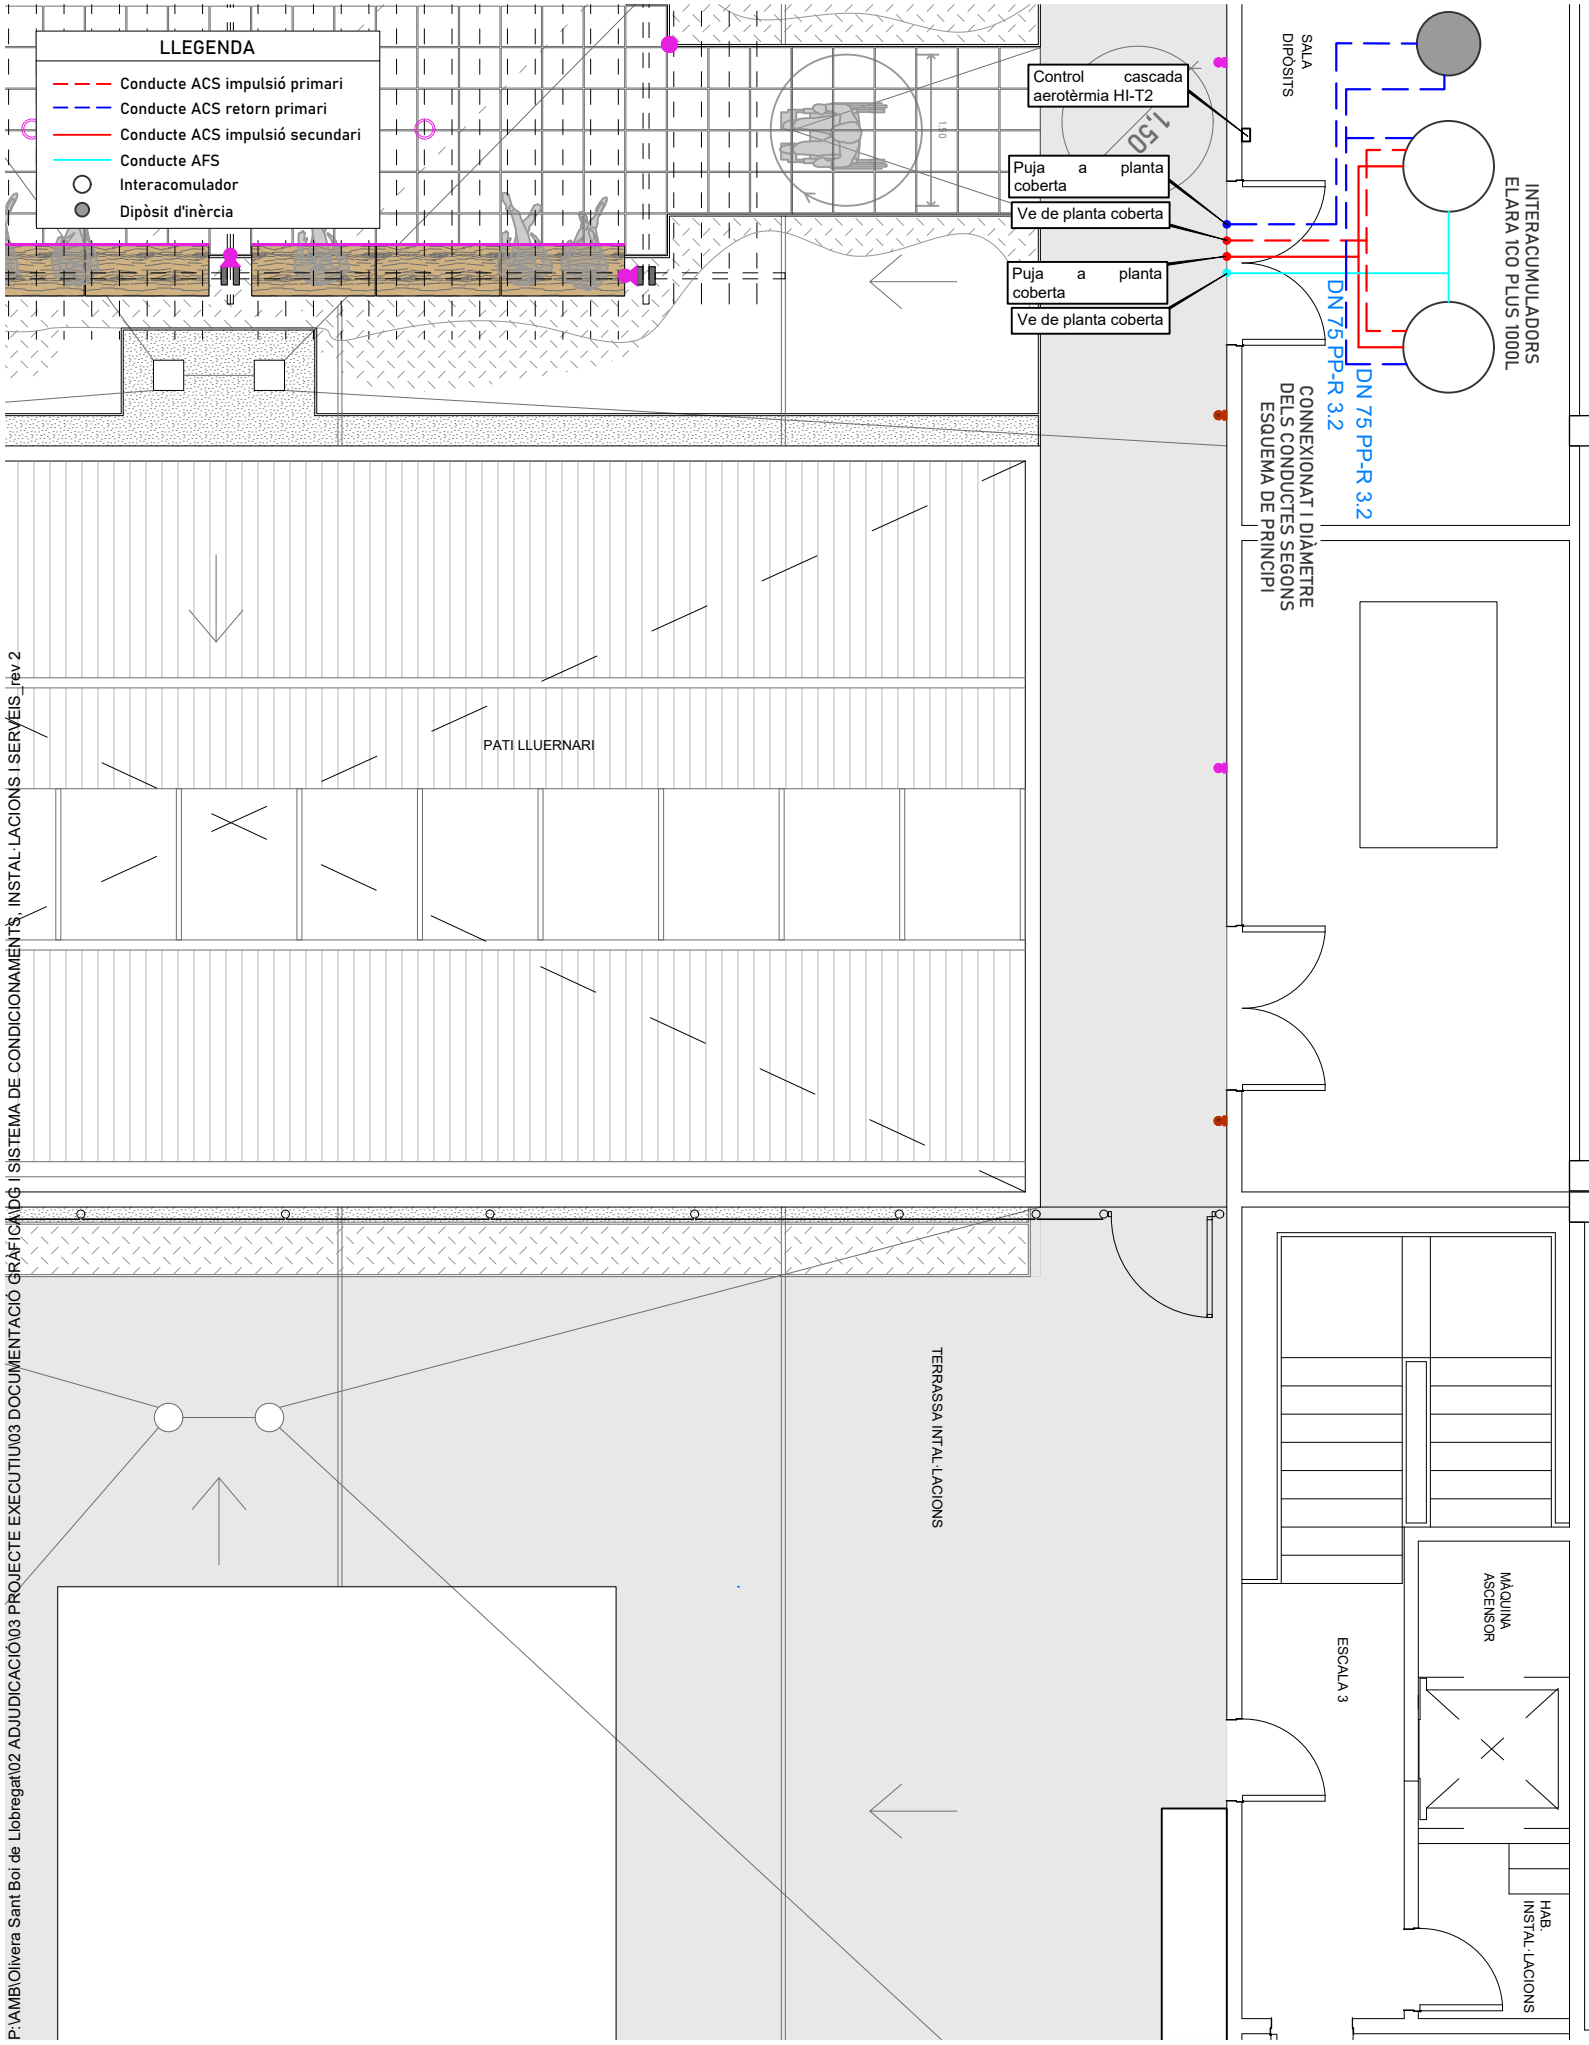 LLEGENDA
Conducte ACS impulsió primari
Conducte ACS retorn primari
Conducte ACS impulsió secundari
Conducte AFS
Interacomulador
Dipòsit d'inèrcia
1,50
1,50
Control cascada
aerotèrmia HI-T2
Puja a planta
coberta
Ve de planta coberta
Puja a planta
coberta
Ve de planta coberta
SALA
DIPÒSITS
INTERACUMULADORS
ELARA 1CO PLUS 1000L
DN 75 PP-R 3.2
DN 75 PP-R 3.2
CONNEXIONAT I DIÀMETRE
DELS CONDUCTES SEGONS
ESQUEMA DE PRINCIPI
PATI LLUERNARI
TERRASSA INTAL·LACIONS
MÀQUINA
ASCENSOR
ESCALA 3
HAB.
INSTAL·LACIONS
P:\AMB\Olivera Sant Boi de Llobregat\02 ADJUDICACIÓ\03 PROJECTE EXECUTIU\03 DOCUMENTACIÓ GRÀFICA\DG I SISTEMA DE CONDICIONAMENTS, INSTAL·LACIONS I SERVEIS_rev 2